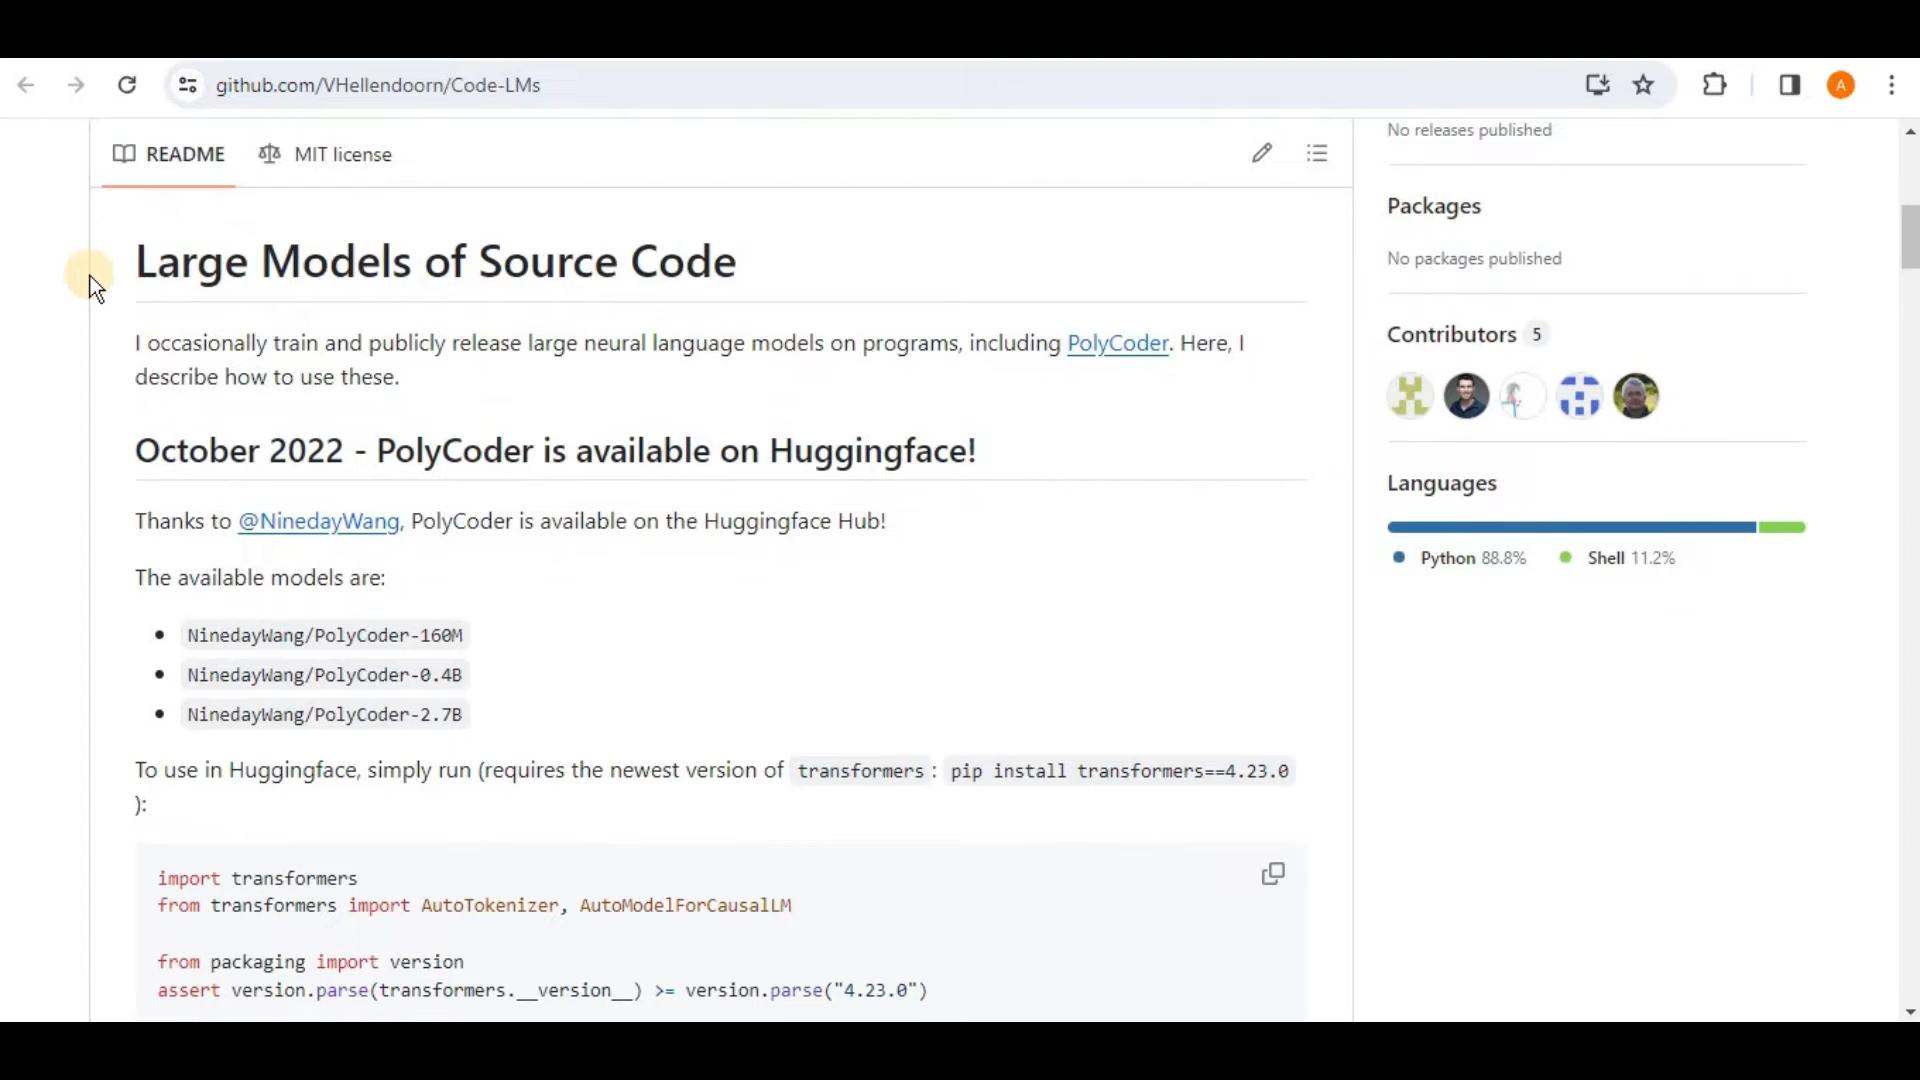 github.com/VHellendoorn/Code-LMs
A
README
MIT license
Large Models of Source Code
I occasionally train and publicly release large neural language models on programs, including PolyCoder. Here, I
describe how to use these.
October 2022 - PolyCoder is available on Huggingface!
Thanks to @NinedayWang, PolyCoder is available on the Huggingface Hub!
The available models are:
NinedayWang/PolyCoder-160M
NinedayWang/PolyCoder-0.4B
NinedayWang/PolyCoder-2.7B
To use in Huggingface, simply run (requires the newest version of transformers : pip install transformers==4.23.0
):
import transformers
from transformers import AutoTokenizer, AutoModelForCausalLM
from packaging import version
assert version.parse(transformers.__version__) >= version.parse("4.23.0")
No releases published
Packages
No packages published
Contributors 5
Languages
Python 88.8%
Shell 11.2%